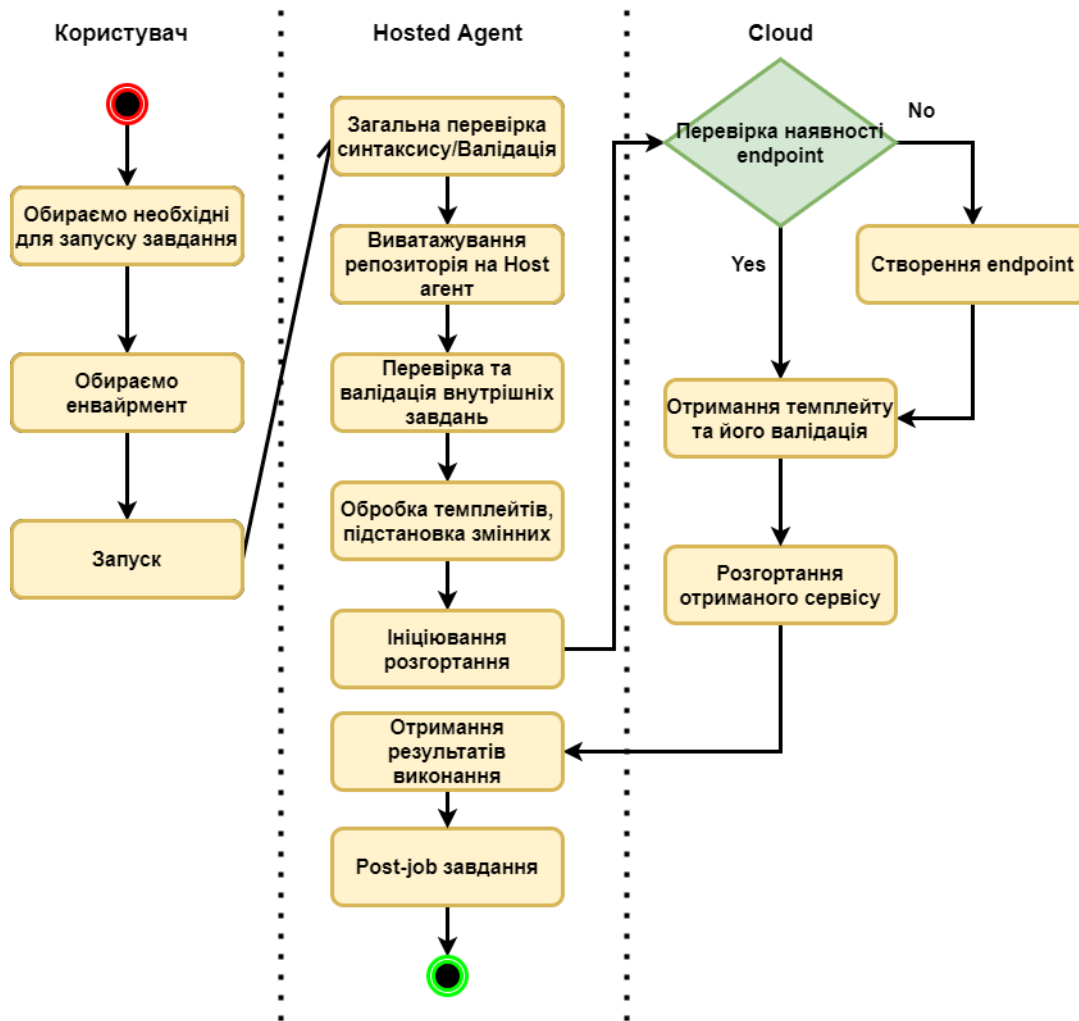 Користувач
Hosted Agent
Cloud
Обираємо необхідні
для запуску завдання
Обираємо
енвайрмент
Запуск
Загальна перевірка
синтаксису/Валідація
Виватажування
репозиторія на Host
агент
Перевірка та
валідація внутрішніх
завдань
Обробка темплейтів,
підстановка змінних
Ініціювання
розгортання
Отримання
результатів
виконання
Post-job завдання
Перевірка наявності
endpoint
No
Yes
Створення endpoint
Отримання темплейту
та його валідація
Розгортання
отриманого сервісу